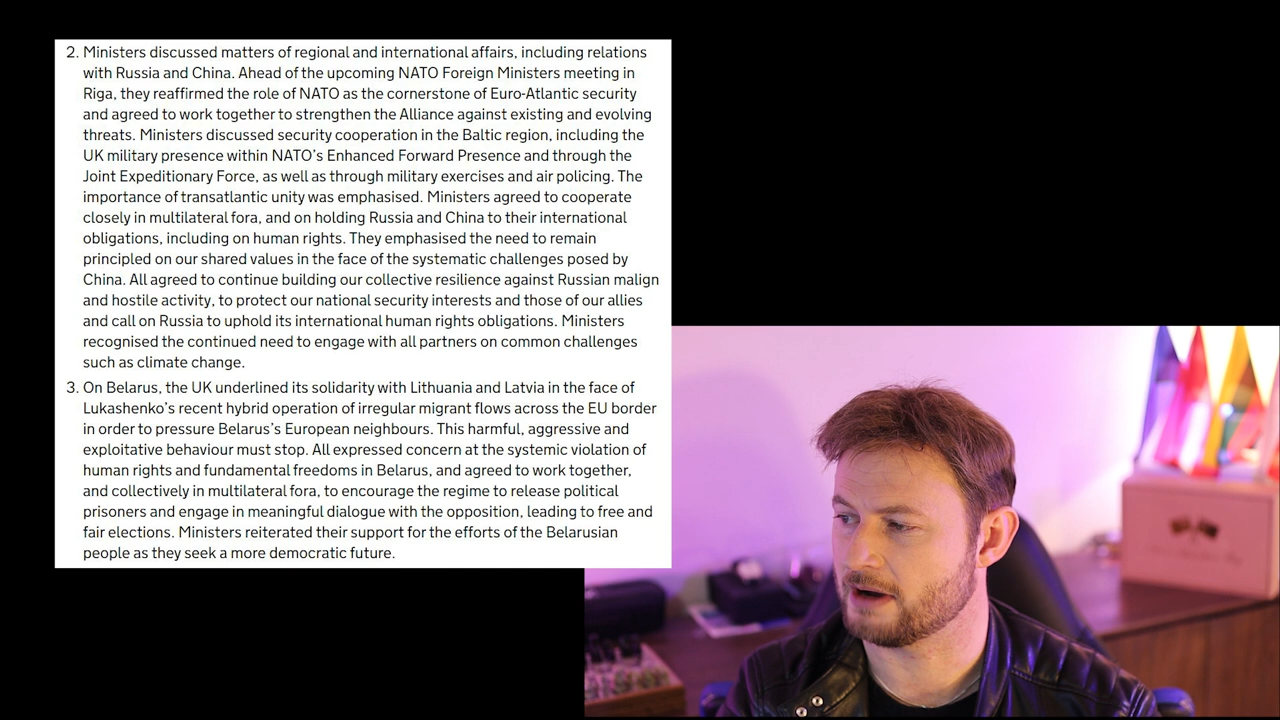 2. Ministers discussed matters of regional and international affairs, including relations
with Russia and China. Ahead of the upcoming NATO Foreign Ministers meeting in
Riga, they reaffirmed the role of NATO as the cornerstone of Euro-Atlantic security
and agreed to work together to strengthen the Alliance against existing and evolving
threats. Ministers discussed security cooperation in the Baltic region, including the
UK military presence within NATO's Enhanced Forward Presence and through the
Joint Expeditionary Force, as well as through military exercises and air policing. The
importance of transatlantic unity was emphasised. Ministers agreed to cooperate
closely in multilateral fora, and on holding Russia and China to their international
obligations, including on human rights. They emphasised the need to remain
principled on our shared values in the face of the systematic challenges posed by
China. All agreed to continue building our collective resilience against Russian malign
and hostile activity, to protect our national security interests and those of our allies
and call on Russia to uphold its international human rights obligations. Ministers
recognised the continued need to engage with all partners on common challenges
such as climate change.
3. On Belarus, the UK underlined its solidarity with Lithuania and Latvia in the face of
Lukashenko's recent hybrid operation of irregular migrant flows across the EU border
in order to pressure Belarus's European neighbours. This harmful, aggressive and
exploitative behaviour must stop. All expressed concern at the systemic violation of
human rights and fundamental freedoms in Belarus, and agreed to work together,
and collectively in multilateral fora, to encourage the regime to release political
prisoners and engage in meaningful dialogue with the opposition, leading to free and
fair elections. Ministers reiterated their support for the efforts of the Belarusian
people as they seek a more democratic future.